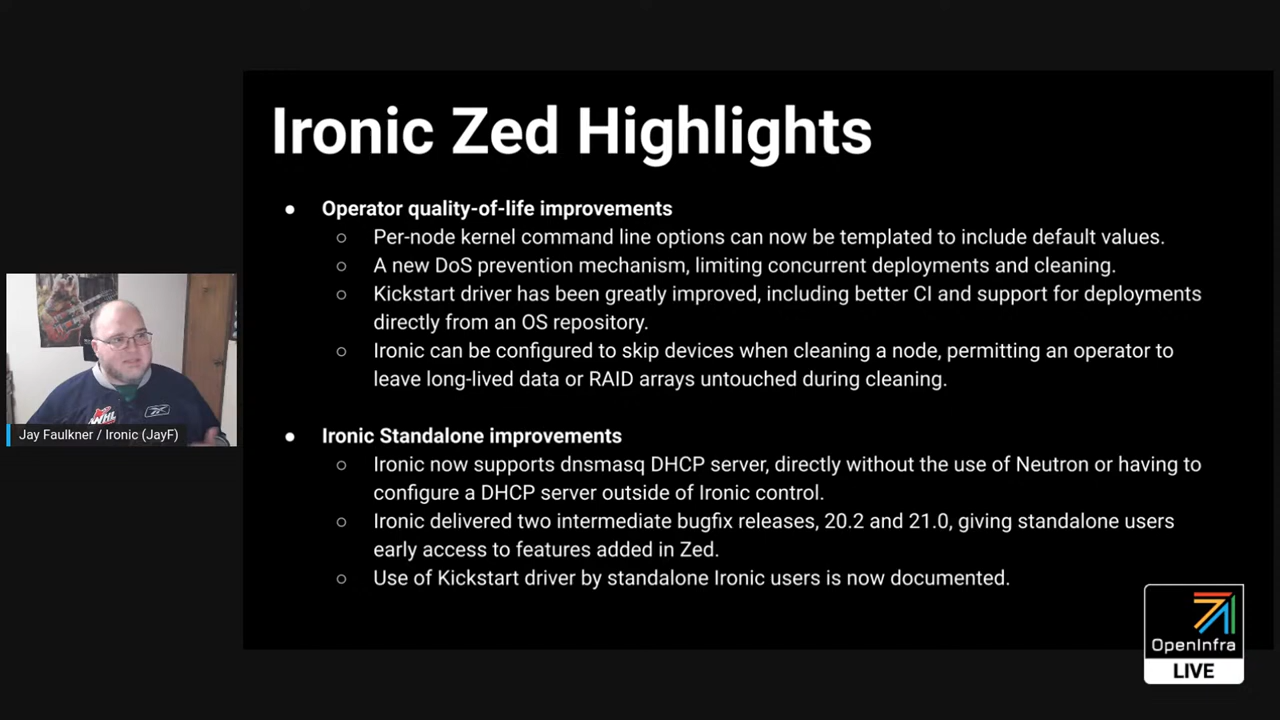 Ironic Zed Highlights
● Operator quality-of-life improvements
○ Per-node kernel command line options can now be templated to include default values.
○ A new DoS prevention mechanism, limiting concurrent deployments and cleaning.
○ Kickstart driver has been greatly improved, including better CI and support for deployments
directly from an OS repository.
○ Ironic can be configured to skip devices when cleaning a node, permitting an operator to
leave long-lived data or RAID arrays untouched during cleaning.
● Ironic Standalone improvements
○ Ironic now supports dnsmasq DHCP server, directly without the use of Neutron or having to
configure a DHCP server outside of Ironic control.
○ Ironic delivered two intermediate bugfix releases, 20.2 and 21.0, giving standalone users
early access to features added in Zed.
○ Use of Kickstart driver by standalone Ironic users is now documented.
WHL
Jay Faulkner / Ironic (JayF)
OpenInfra
LIVE